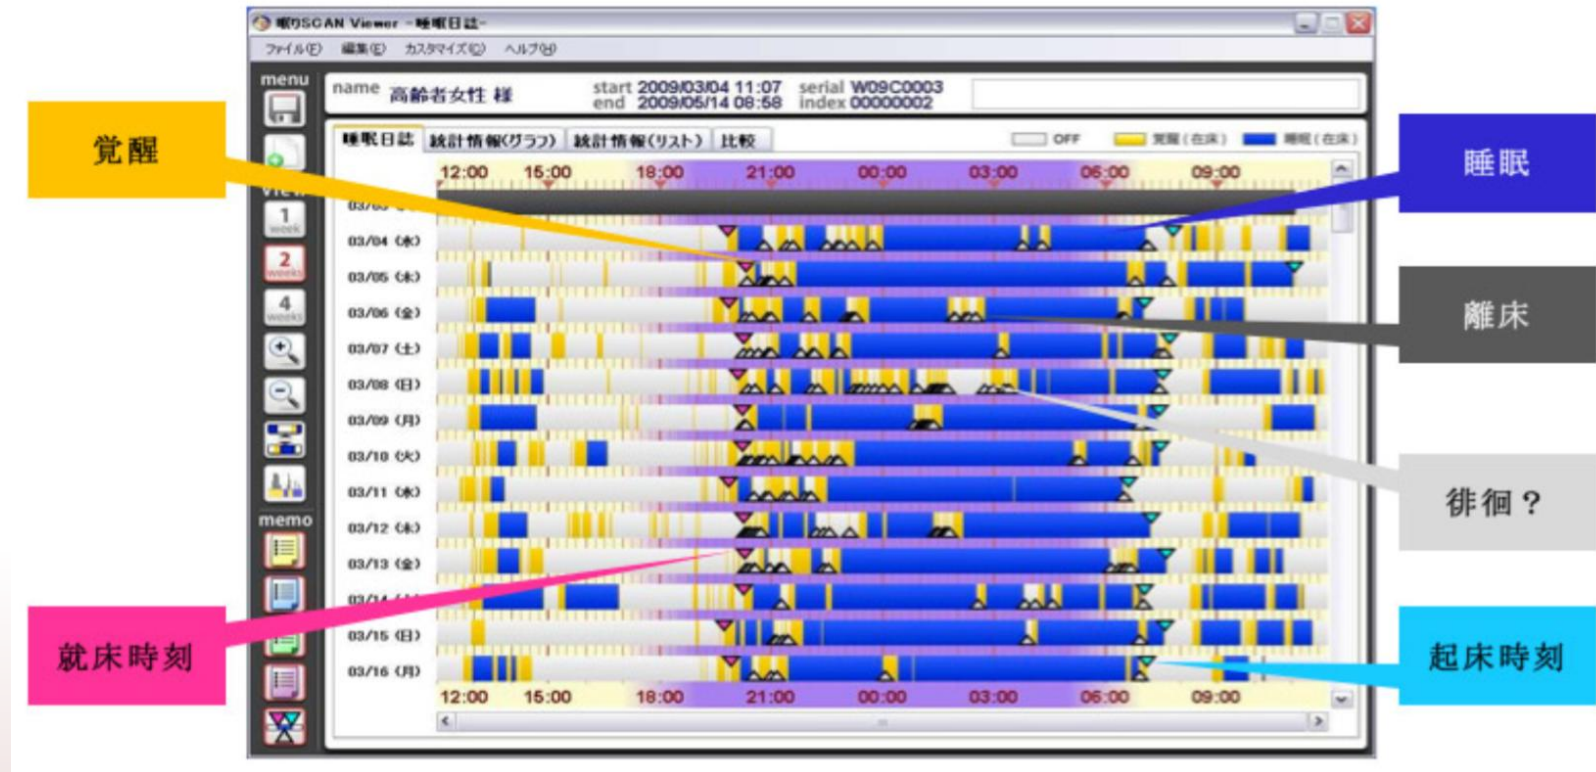 眠りSCAN Viewer -睡眠日誌-
ファイル(F) 編集(E) カスタマイズ(C) ヘルプ(H)
menu
name 高齢者女性 様
start 2009/03/04 11:07 serial W09C0003
end 2009/05/14 08:58 index 00000002
覚醒
睡眠日誌 統計情報(グラフ) 統計情報(リスト) 比較
OFF 覚醒(在床) 睡眠(在床)
睡眠
12:00 15:00 18:00 21:00 00:00 03:00 06:00 09:00
view
1
week
03/04 (水)
2
weeks
03/05 (木)
4
weeks
03/06 (金)
離床
03/07 (土)
03/08 (日)
03/09 (月)
03/10 (火)
03/11 (水)
徘徊？
memo
03/12 (木)
03/13 (金)
03/14
就床時刻
03/15 (日)
起床時刻
03/16 (月)
12:00 15:00 18:00 21:00 00:00 03:00 06:00 09:00